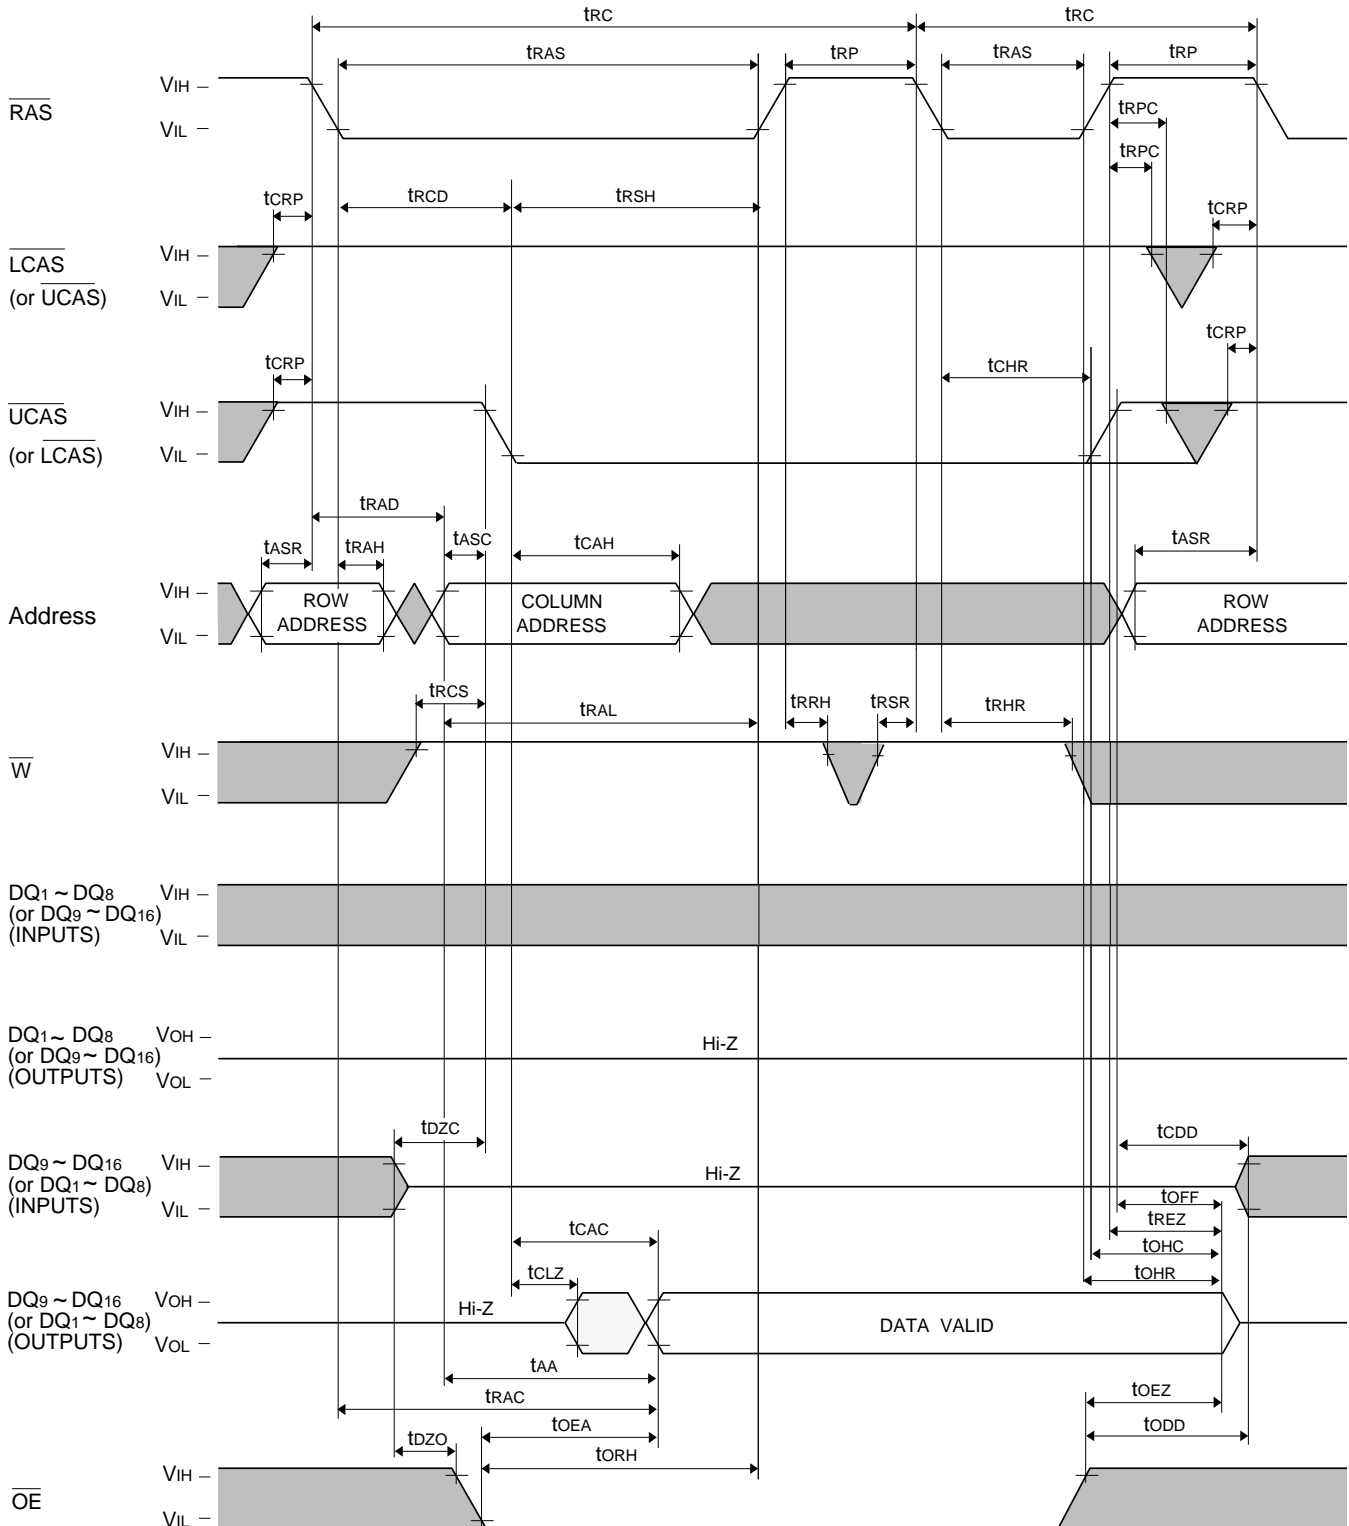 tRC tRC
tRAS tRP tRAS tRP
RAS VIH
VIL
tRPC
tRPC
tCRP tRCD tRSH tCRP
LCAS VIH
(or UCAS) VIL
tCRP tCHR tCRP
UCAS VIH
(or LCAS) VIL
tRAD
tASR tRAH tASC tCAH tASR
Address VIH
VIL
ROW
ADDRESS
COLUMN
ADDRESS
ROW
ADDRESS
tRCS tRAL tRRH tRSR tRHR
W VIH
VIL
DQ1 ~ DQ8 VIH
(or DQ9 ~ DQ16)
(INPUTS) VIL
DQ1 ~ DQ8 VOH
(or DQ9 ~ DQ16) Hi-Z
(OUTPUTS) VOL
tDZC tCDD
DQ9 ~ DQ16 VIH
(or DQ1 ~ DQ8) Hi-Z
(INPUTS) VIL
tOFF
tREZ
tCAC tOHC
tCLZ tOHR
DQ9 ~ DQ16 VOH
(or DQ1 ~ DQ8) Hi-Z DATA VALID
(OUTPUTS) VOL
tAA
tRAC tOEZ
tOEA tODD
tDZO tORH
OE VIH
VIL